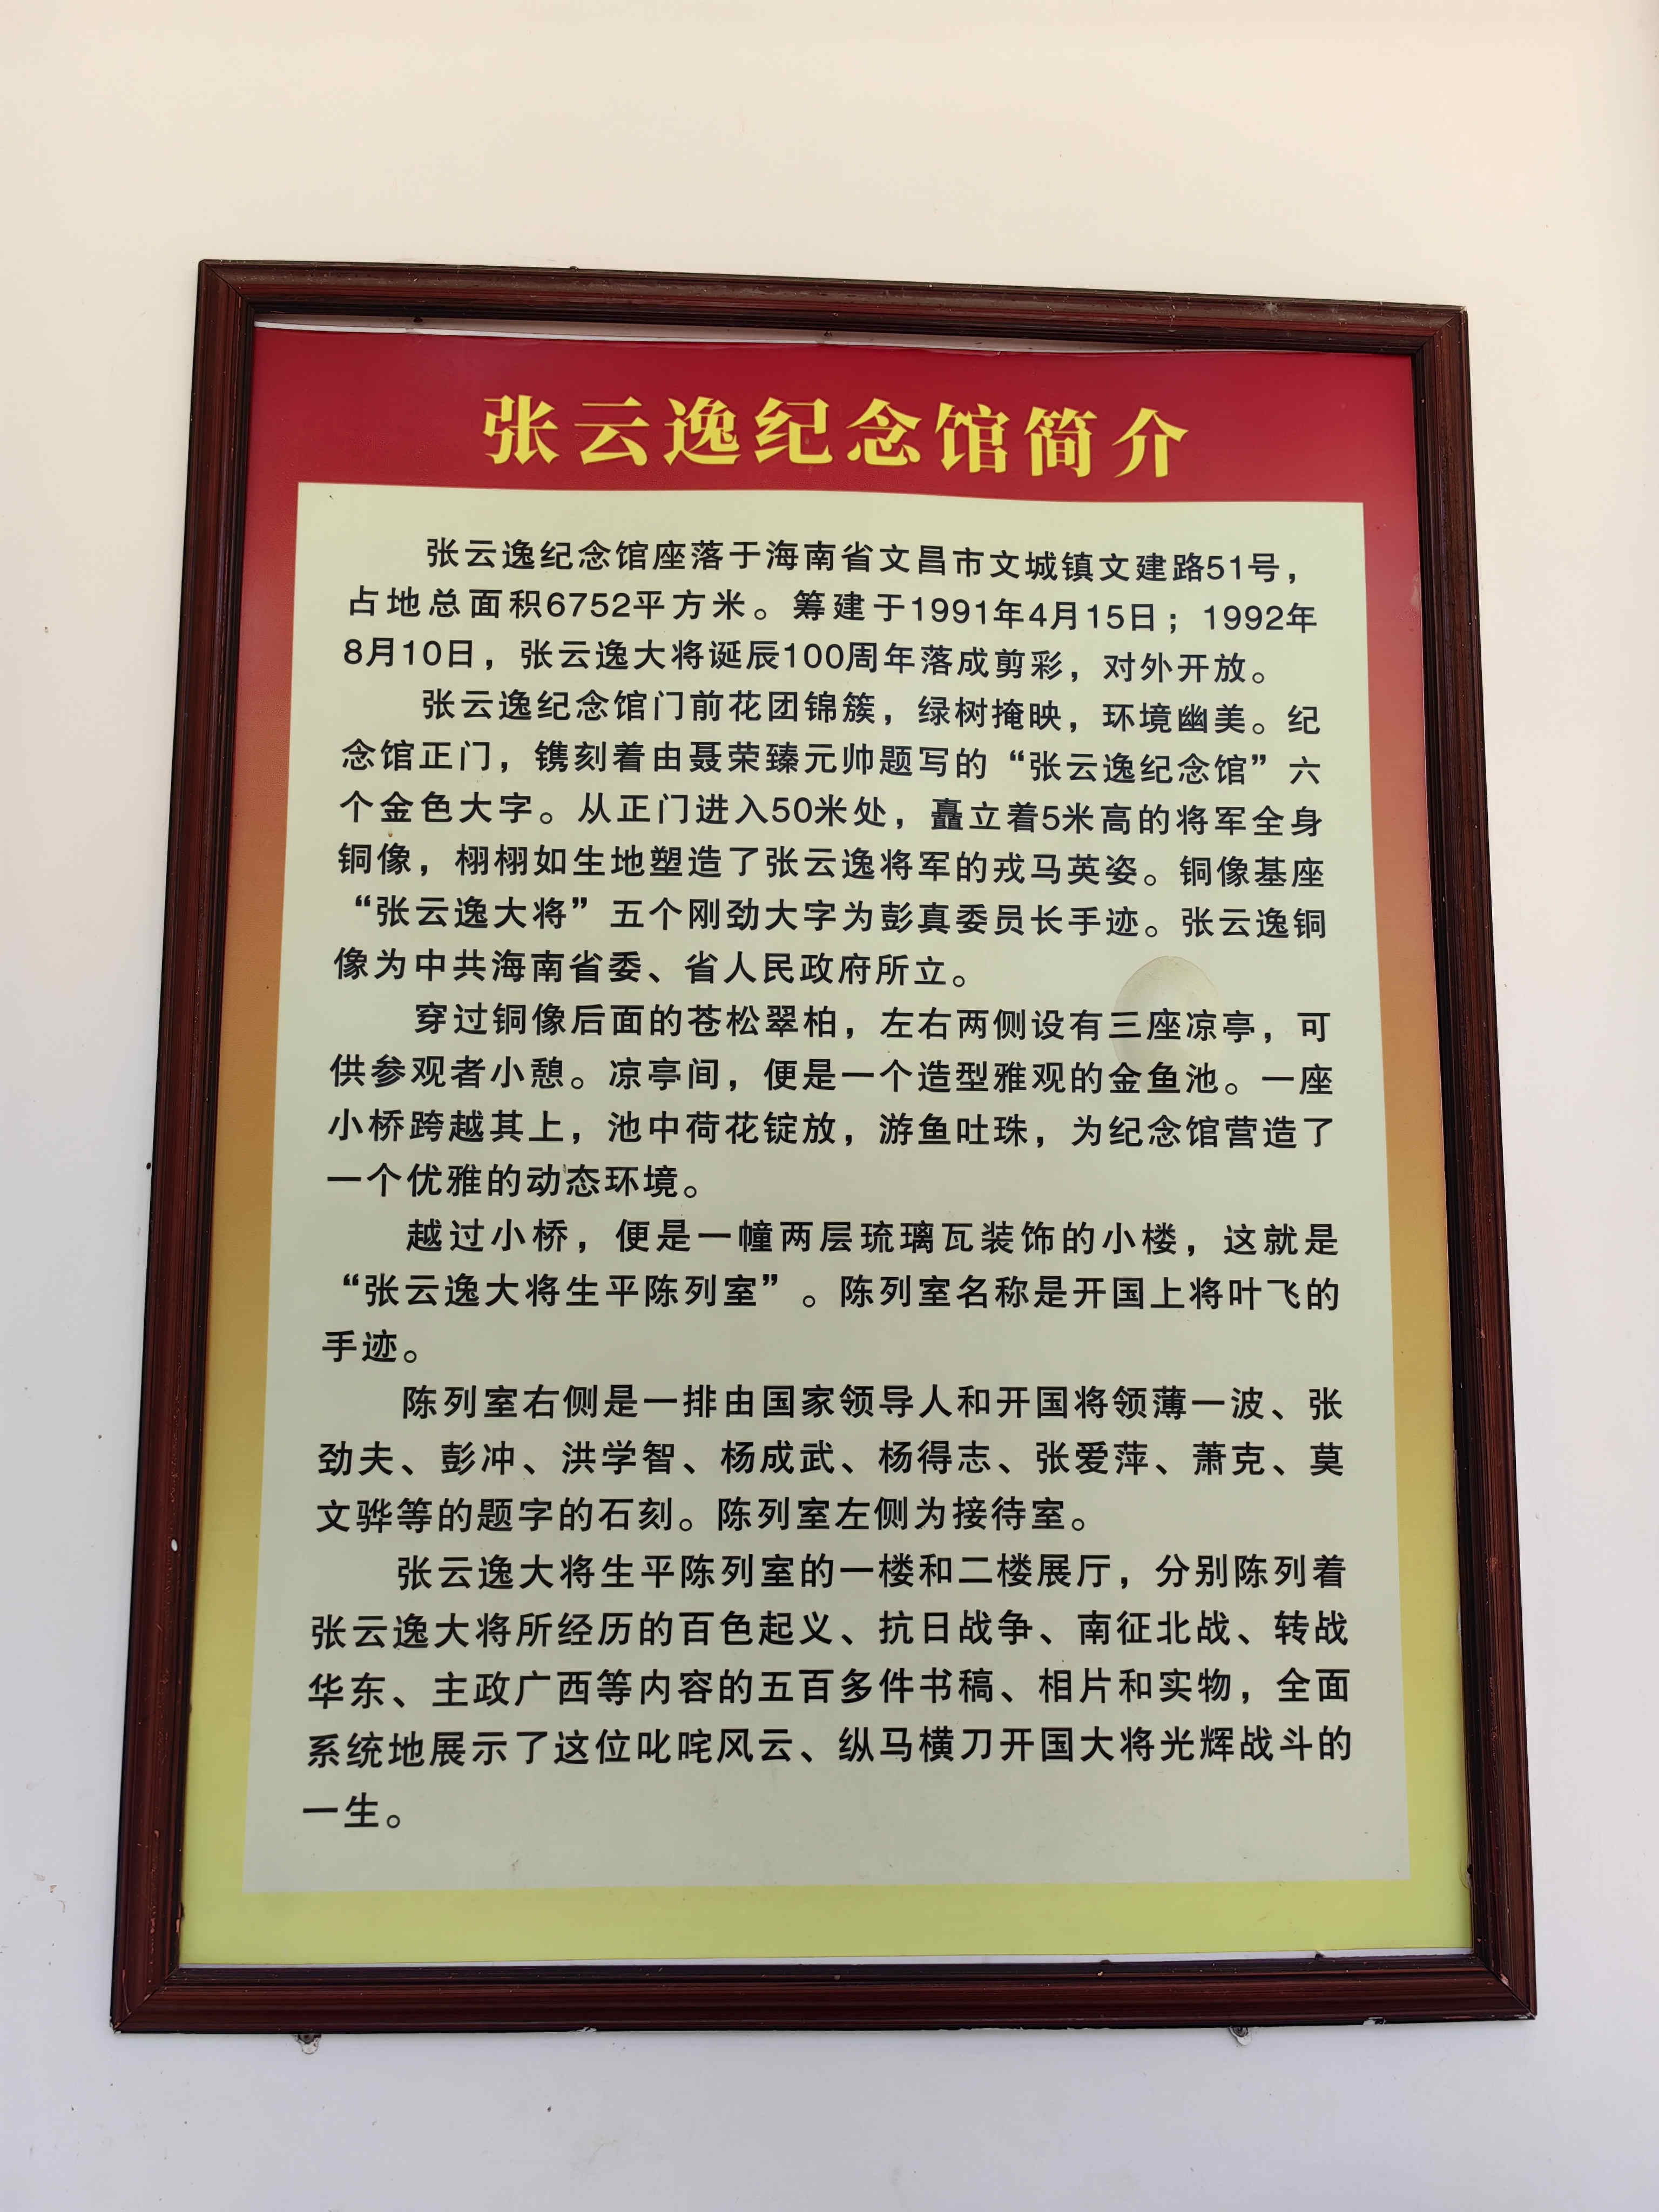 张云逸纪念馆简介
张云逸纪念馆座落于海南省文昌市文城镇文建路51号，
占地总面积6752平方米。筹建于1991年4月15日；1992年
8月10日，张云逸大将诞辰100周年落成剪彩，对外开放。
张云逸纪念馆门前花团锦簇，绿树掩映，环境幽美。纪
念馆正门，镌刻着由聂荣臻元帅题写的“张云逸纪念馆”六
个金色大字。从正门进入50米处，矗立着5米高的将军全身
铜像，栩栩如生地塑造了张云逸将军的戎马英姿。铜像基座
“张云逸大将”五个刚劲大字为彭真委员长手迹。张云逸铜
像为中共海南省委、省人民政府所立。
穿过铜像后面的苍松翠柏，左右两侧设有三座凉亭，可
供参观者小憩。凉亭间，便是一个造型雅观的金鱼池。一座
小桥跨越其上，池中荷花锭放，游鱼吐珠，为纪念馆营造了
一个优雅的动态环境。
越过小桥，便是一幢两层琉璃瓦装饰的小楼，这就是
“张云逸大将生平陈列室”。陈列室名称是开国上将叶飞的
手迹。
陈列室右侧是一排由国家领导人和开国将领薄一波、张
劲夫、彭冲、洪学智、杨成武、杨得志、张爱萍、萧克、莫
文骅等的题字的石刻。陈列室左侧为接待室。
张云逸大将生平陈列室的一楼和二楼展厅，分别陈列着
张云逸大将所经历的百色起义、抗日战争、南征北战、转战
华东、主政广西等内容的五百多件书稿、相片和实物，全面
系统地展示了这位叱咤风云、纵马横刀开国大将光辉战斗的
一生。